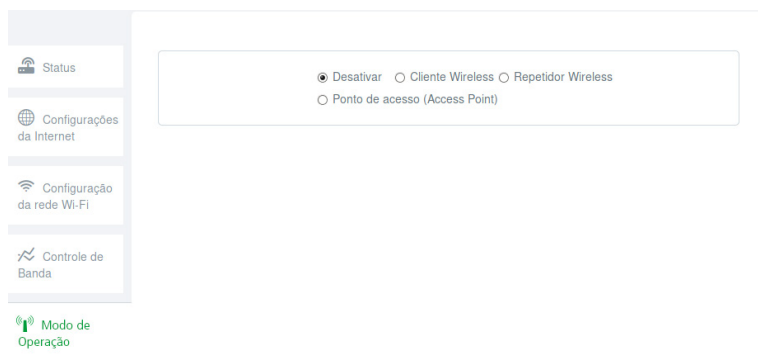 Status
Configurações
da Internet
Configuração
da rede Wi-Fi
Controle de
Banda
Modo de
Operação
Desativar Cliente Wireless Repetidor Wireless
Ponto de acesso (Access Point)